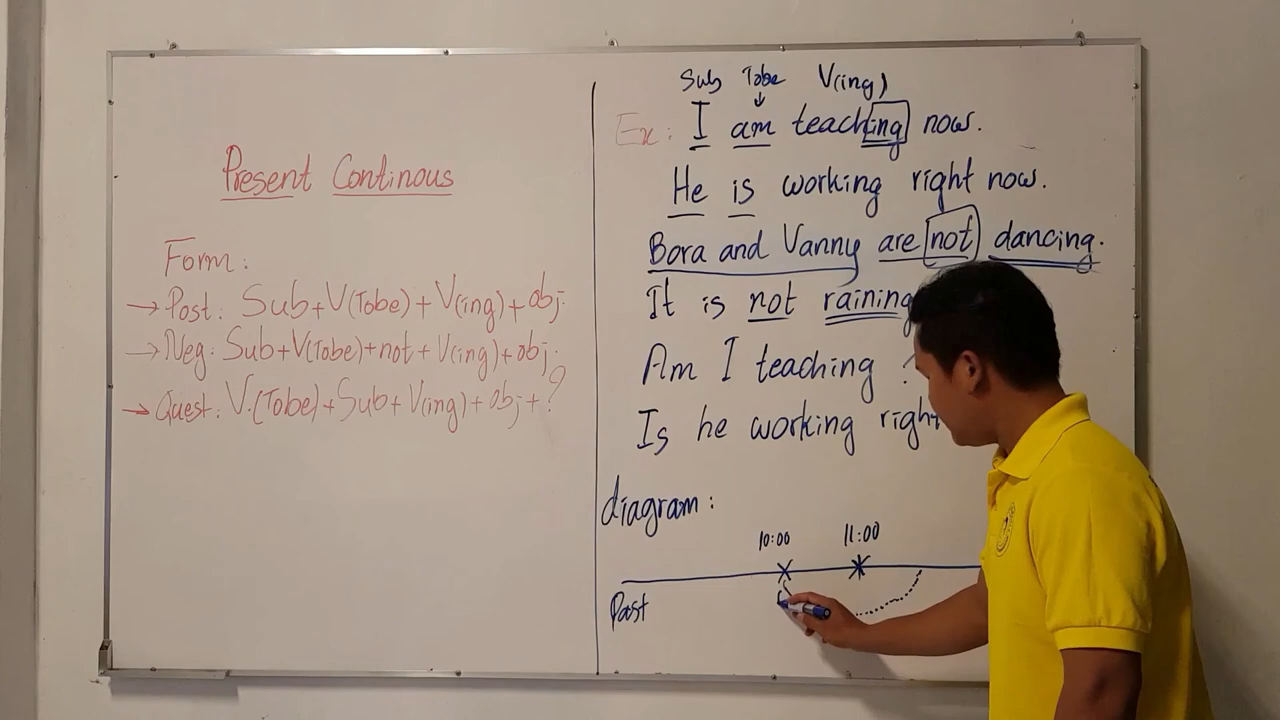 Present Continous
Form:
→ Post: Sub+V(Tobe)+V(ing)+obj.
→ Neg: Sub+V(Tobe)+not+V(ing)+obj.
→ Quest: V.(Tobe)+Sub+V(ing)+obj+?
Sub Tobe V(ing)
Ex: I am teaching now.
He is working right now.
Bora and Vanny are not dancing.
It is not raining
Am I teaching ?
Is he working right
diagram:
10:00 11:00
Past